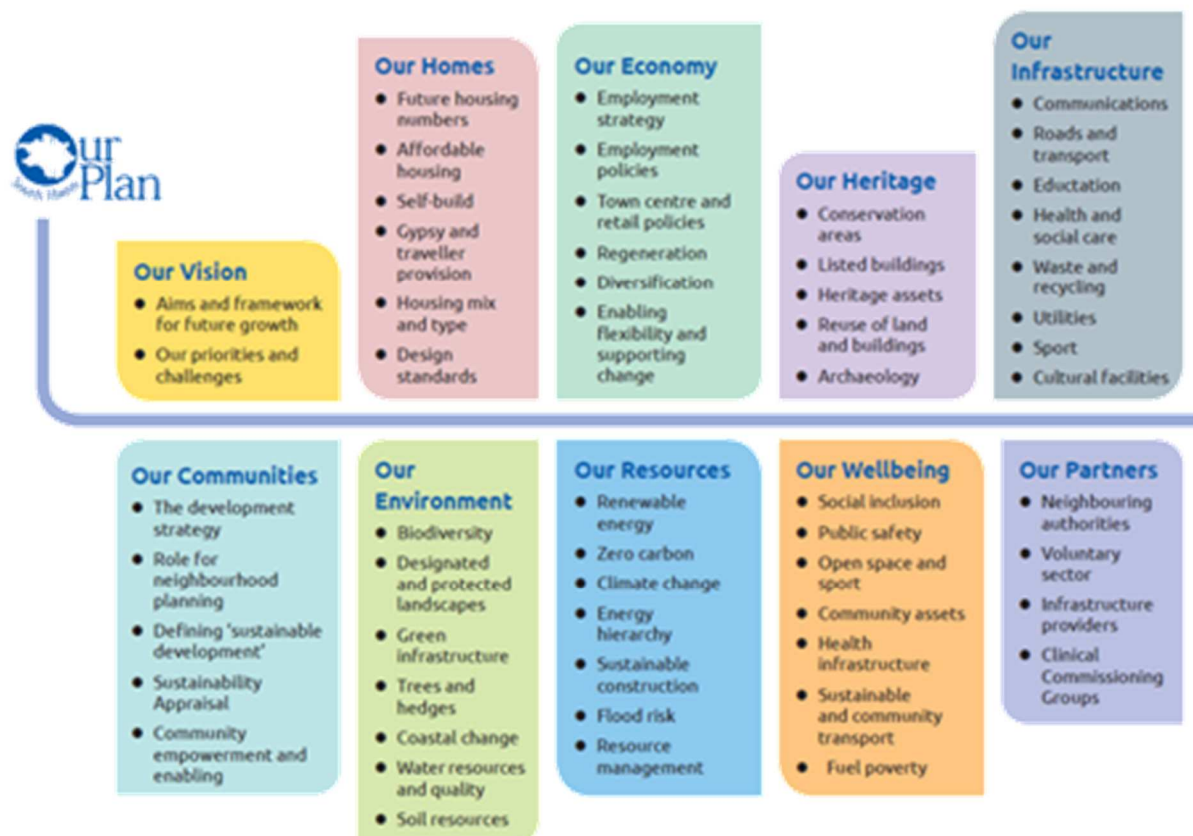 Our
Plan
South Hams
Our Vision
● Aims and framework
for future growth
● Our priorities and
challenges
Our Homes
● Future housing
numbers
● Affordable
housing
● Self-build
● Gypsy and
traveller
provision
● Housing mix
and type
● Design
standards
Our Economy
● Employment
strategy
● Employment
policies
● Town centre and
retail policies
● Regeneration
● Diversification
● Enabling
flexibility and
supporting
change
Our Heritage
● Conservation
areas
● Listed buildings
● Heritage assets
● Reuse of land
and buildings
● Archaeology
Our
Infrastructure
● Communications
● Roads and
transport
● Eductation
● Health and
social care
● Waste and
recycling
● Utilities
● Sport
● Cultural facilities
Our Communities
● The development
strategy
● Role for
neighbourhood
planning
● Defining ‘sustainable
development’
● Sustainability
Appraisal
● Community
empowerment and
enabling
Our
Environment
● Biodiversity
● Designated
and protected
landscapes
● Green
infrastructure
● Trees and
hedges
● Coastal change
● Water resources
and quality
● Soil resources
Our Resources
● Renewable
energy
● Zero carbon
● Climate change
● Energy
hierarchy
● Sustainable
construction
● Flood risk
● Resource
management
Our Wellbeing
● Social inclusion
● Public safety
● Open space and
sport
● Community assets
● Health
infrastructure
● Sustainable
and community
transport
● Fuel poverty
Our Partners
● Neighbouring
authorities
● Voluntary
sector
● Infrastructure
providers
● Clinical
Commissioning
Groups